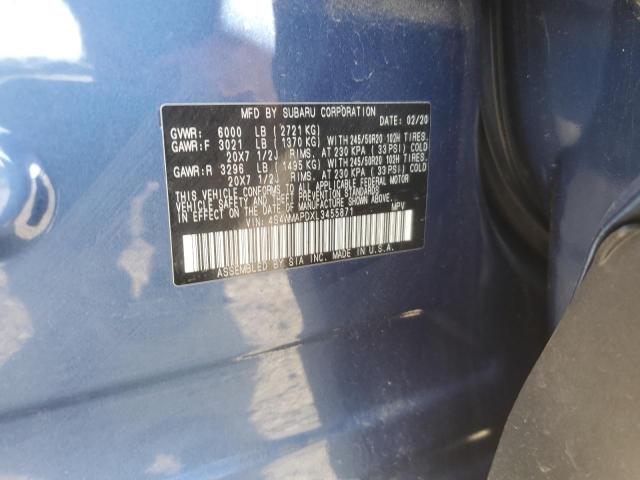 MFD BY SUBARU CORPORATION
DATE: 02/20
GVWR: 6000 LB ( 2721 KG)
GAWR:F 3021 LB ( 1370 KG) WITH 245/50R20 102H TIRES,
20X7 1/2J RIMS, AT 230 KPA ( 33 PSI) COLD
GAWR:R 3296 LB ( 1495 KG) WITH 245/50R20 102H TIRES,
20X7 1/2J RIMS, AT 230 KPA ( 33 PSI) COLD
THIS VEHICLE CONFORMS TO ALL APPLICABLE FEDERAL MOTOR
VEHICLE SAFETY AND THEFT PREVENTION STANDARDS
IN EFFECT ON THE DATE OF MANUFACTURE SHOWN ABOVE.
VIN: 4S4WMAPDXL3455871 MPV
ASSEMBLED BY SIA INC. MADE IN U.S.A.